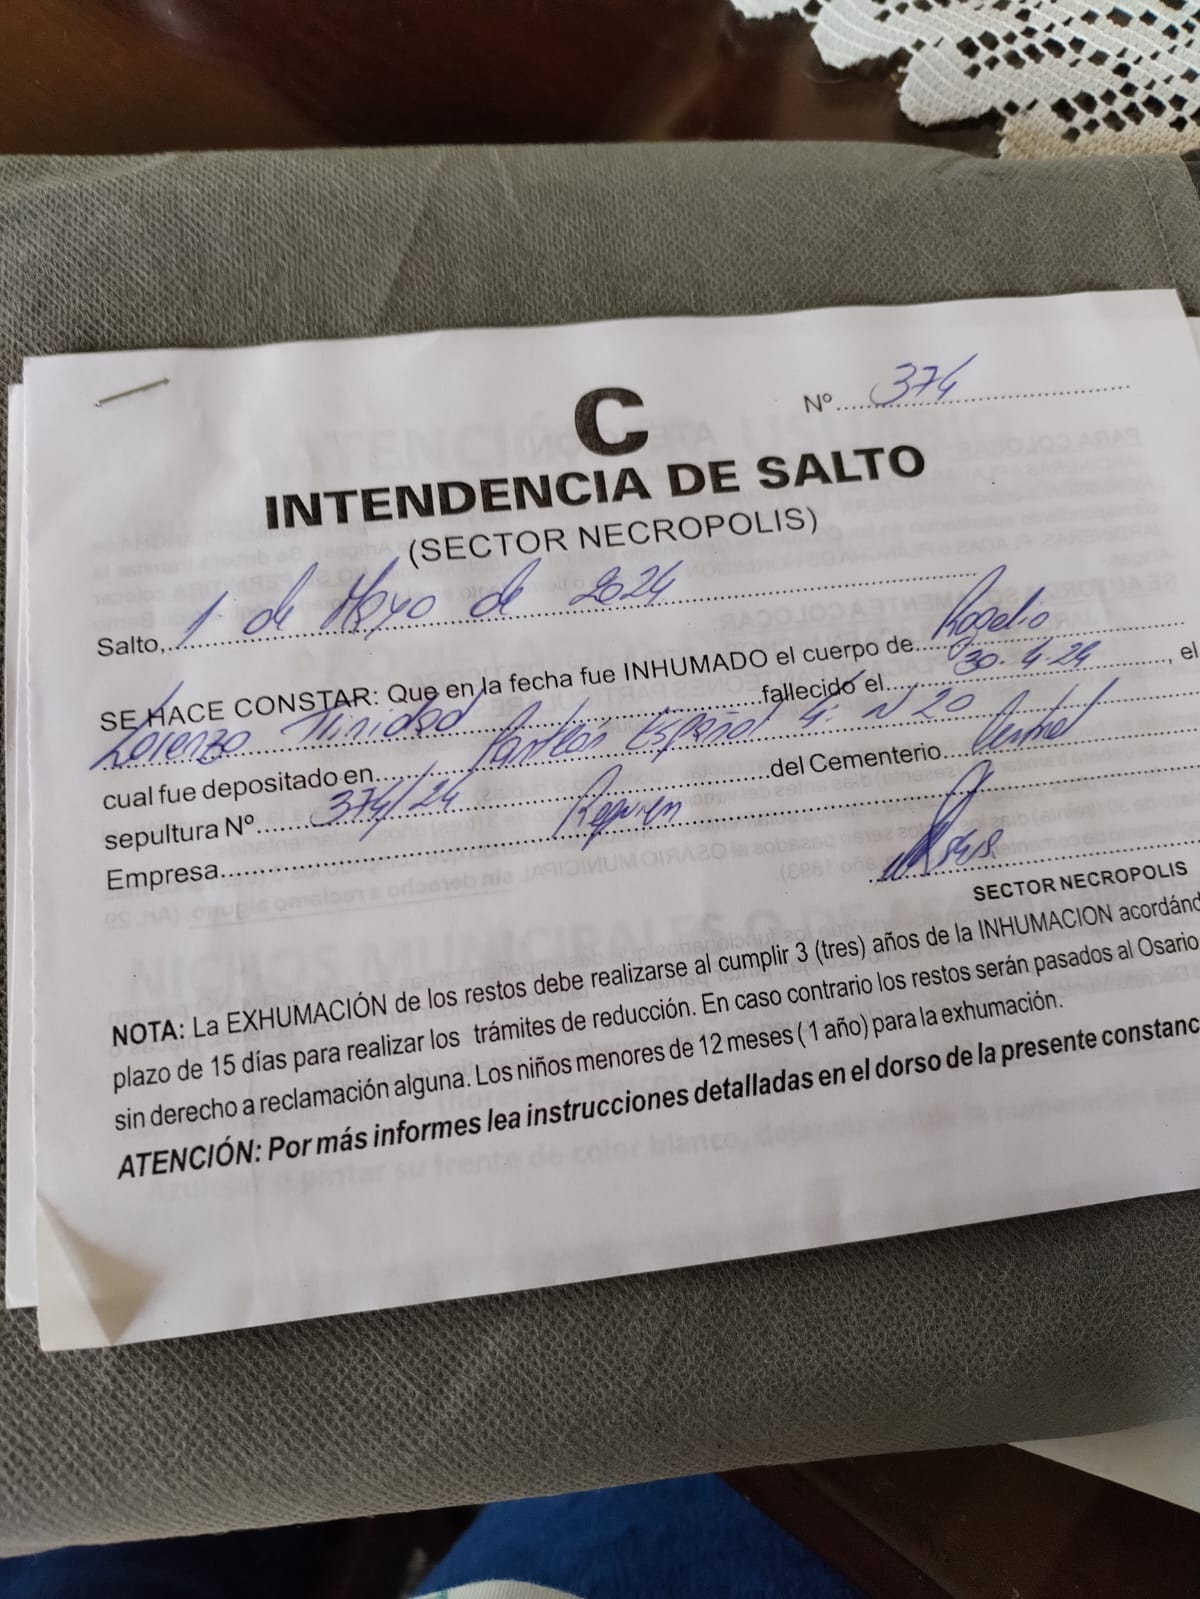 Nº 374
C
INTENDENCIA DE SALTO
(SECTOR NECROPOLIS)
Salto, 1 de Mayo de 2024
SE HACE CONSTAR: Que en la fecha fue INHUMADO el cuerpo de Rogelio
Lorenzo Trinidad fallecido el 30.4.24, el
cual fue depositado en Panteón Español 4: N 20
sepultura Nº 374/24 del Cementerio Central
Empresa Requiem
SECTOR NECROPOLIS
NOTA: La EXHUMACIÓN de los restos debe realizarse al cumplir 3 (tres) años de la INHUMACION acordánd
plazo de 15 días para realizar los trámites de reducción. En caso contrario los restos serán pasados al Osario
sin derecho a reclamación alguna. Los niños menores de 12 meses ( 1 año) para la exhumación.
ATENCIÓN: Por más informes lea instrucciones detalladas en el dorso de la presente constanc